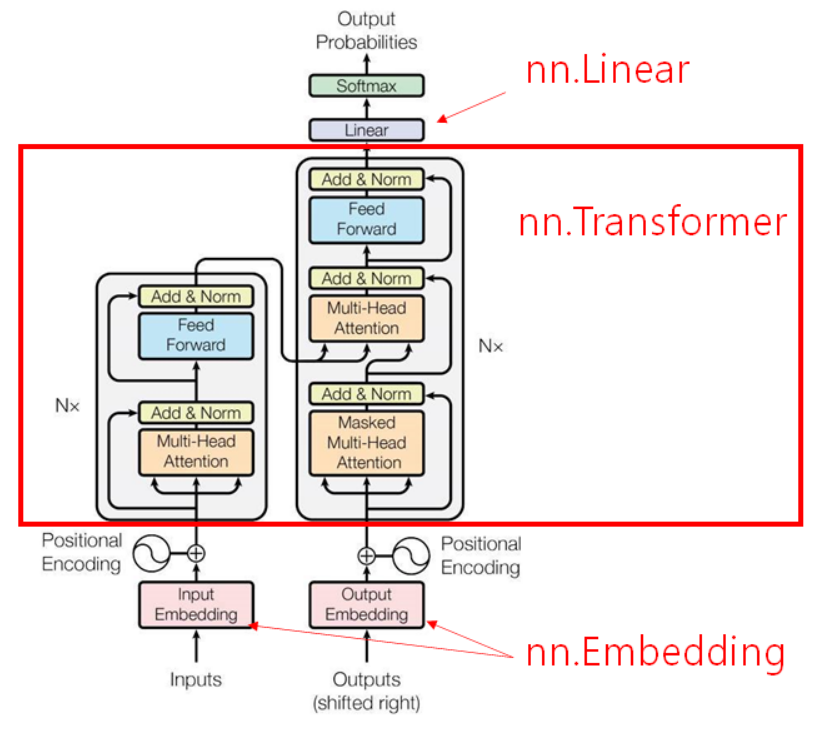 Output
Probabilities
Softmax
nn.Linear
Linear
Add & Norm
Feed
Forward
nn.Transformer
Add & Norm
Multi-Head
Attention
Add & Norm
Feed
Forward
N×
Add & Norm
Masked
Multi-Head
Attention
N×
Add & Norm
Multi-Head
Attention
Positional
Encoding
Positional
Encoding
Input
Embedding
Output
Embedding
nn.Embedding
Inputs
Outputs
(shifted right)